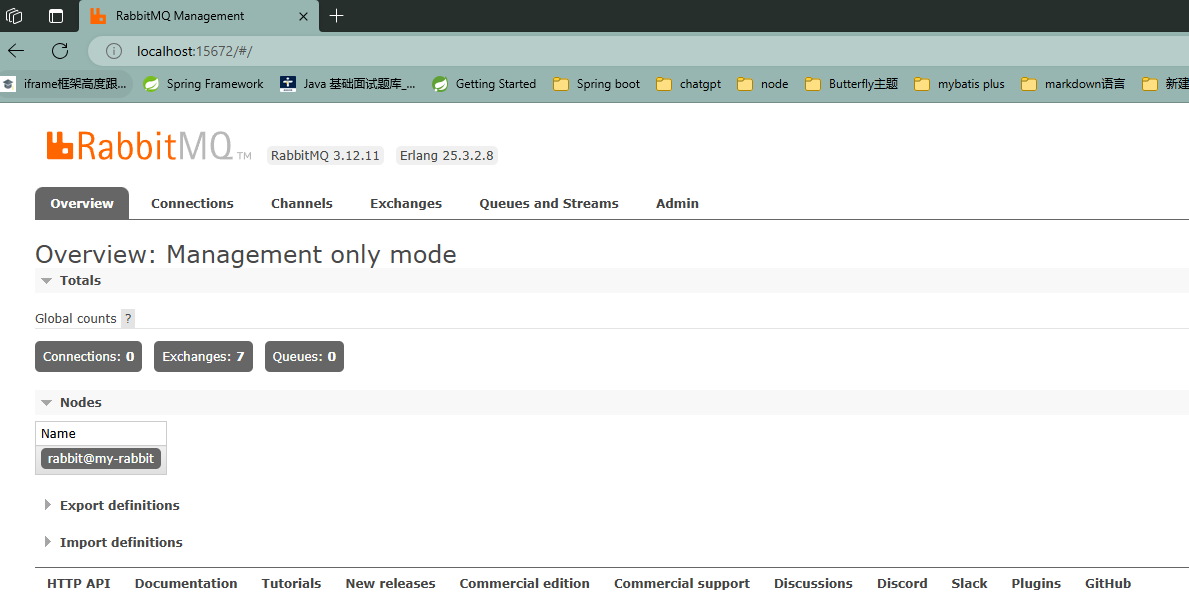 RabbitMQ Management
localhost:15672/#/
iframe框架高度跟... Spring Framework Java 基础面试题库_... Getting Started Spring boot chatgpt node Butterfly主题 mybatis plus markdown语言 新建
RabbitMQ TM RabbitMQ 3.12.11 Erlang 25.3.2.8
Overview Connections Channels Exchanges Queues and Streams Admin
Overview: Management only mode
Totals
Global counts ?
Connections: 0 Exchanges: 7 Queues: 0
Nodes
Name
rabbit@my-rabbit
Export definitions
Import definitions
HTTP API Documentation Tutorials New releases Commercial edition Commercial support Discussions Discord Slack Plugins GitHub